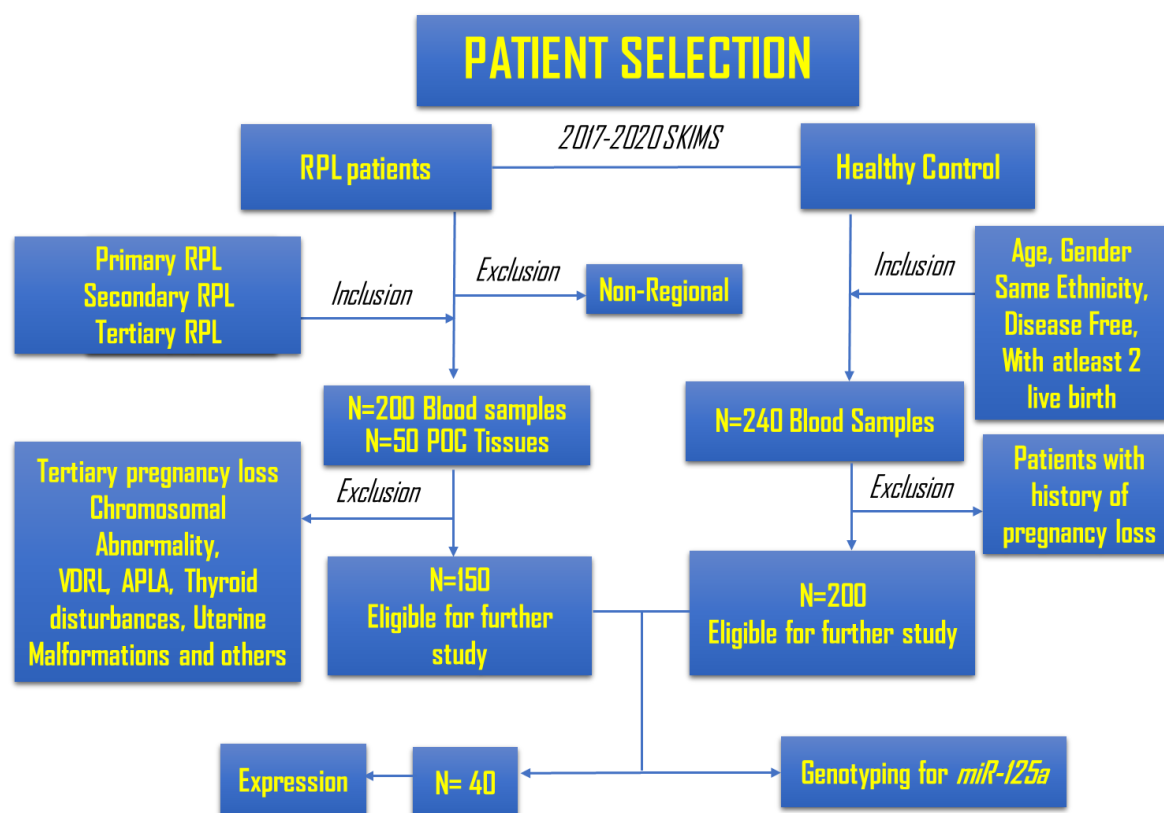 PATIENT SELECTION
RPL patients
2017-2020 SKIMS
Healthy Control
Primary RPL
Secondary RPL
Tertiary RPL
Inclusion
Exclusion
Non-Regional
Inclusion
Age, Gender
Same Ethnicity,
Disease Free,
With atleast 2
live birth
N=200 Blood samples
N=50 POC Tissues
N=240 Blood Samples
Tertiary pregnancy loss
Chromosomal
Abnormality,
VDRL, APLA, Thyroid
disturbances, Uterine
Malformations and others
Exclusion
Exclusion
Patients with
history of
pregnancy loss
N=150
Eligible for further
study
N=200
Eligible for further study
Expression
N= 40
Genotyping for miR-125a